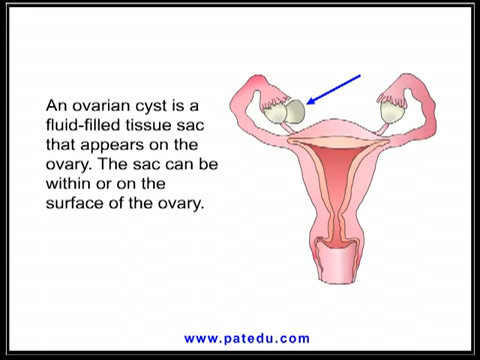 An ovarian cyst is a
fluid-filled tissue sac
that appears on the
ovary. The sac can be
within or on the
surface of the ovary.
www.patedu.com